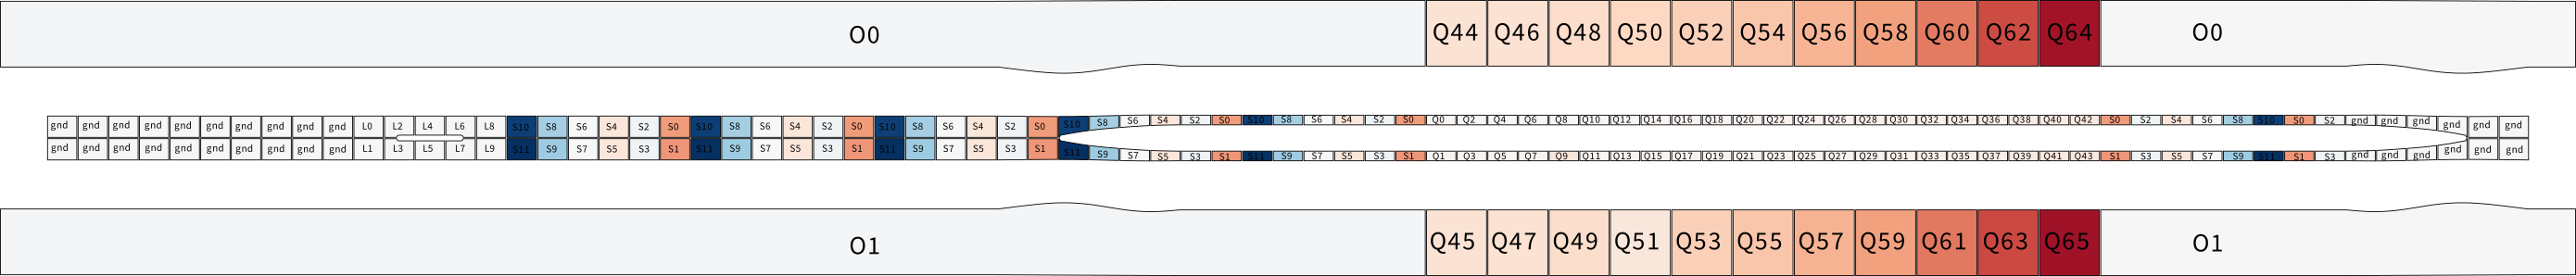 O0 Q44 Q46 Q48 Q50 Q52 Q54 Q56 Q58 Q60 Q62 Q64 O0
gnd gnd gnd gnd gnd gnd gnd gnd gnd gnd L0 L2 L4 L6 L8 S10 S8 S6 S4 S2 S0 S10 S8 S6 S4 S2 S0 S10 S8 S6 S4 S2 S0 S10 S8 S6 S4 S2 S0 S10 S8 S6 S4 S2 S0 Q0 Q2 Q4 Q6 Q8 Q10 Q12 Q14 Q16 Q18 Q20 Q22 Q24 Q26 Q28 Q30 Q32 Q34 Q36 Q38 Q40 Q42 S0 S2 S4 S6 S8 S10 S0 S2 gnd gnd gnd gnd gnd gnd
gnd gnd gnd gnd gnd gnd gnd gnd gnd gnd L1 L3 L5 L7 L9 S11 S9 S7 S5 S3 S1 S11 S9 S7 S5 S3 S1 S11 S9 S7 S5 S3 S1 S11 S9 S7 S5 S3 S1 S11 S9 S7 S5 S3 S1 Q1 Q3 Q5 Q7 Q9 Q11 Q13 Q15 Q17 Q19 Q21 Q23 Q25 Q27 Q29 Q31 Q33 Q35 Q37 Q39 Q41 Q43 S1 S3 S5 S7 S9 S11 S1 S3 gnd gnd gnd gnd gnd gnd
O1 Q45 Q47 Q49 Q51 Q53 Q55 Q57 Q59 Q61 Q63 Q65 O1